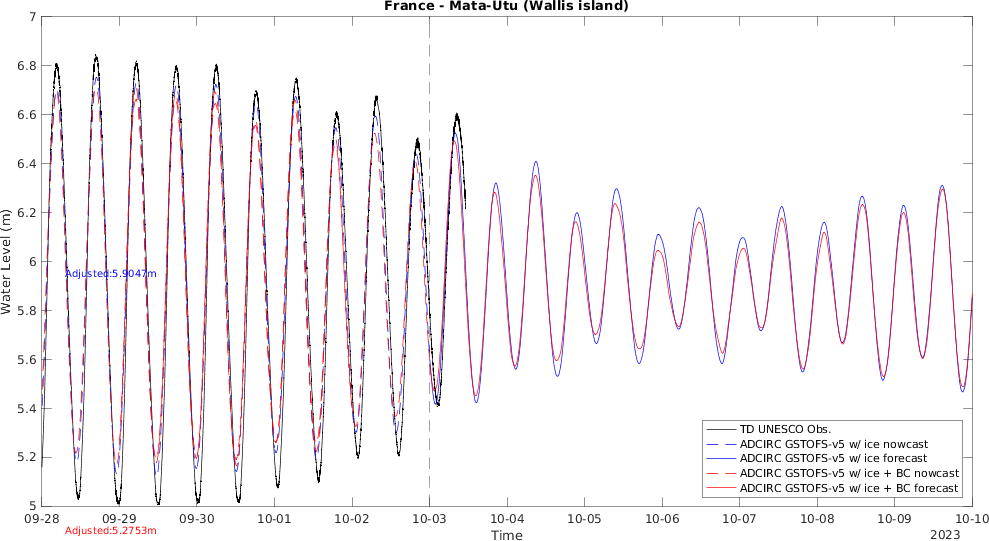 France - Mata-Utu (Wallis island)
7
6.8
6.6
6.4
6.2
6
5.8
5.6
5.4
5.2
5
Water Level (m)
Adjusted:5.9047m
TD UNESCO Obs.
ADCIRC GSTOFS-v5 w/ ice nowcast
ADCIRC GSTOFS-v5 w/ ice forecast
ADCIRC GSTOFS-v5 w/ ice + BC nowcast
ADCIRC GSTOFS-v5 w/ ice + BC forecast
09-28 09-29 09-30 10-01 10-02 10-03 10-04 10-05 10-06 10-07 10-08 10-09 10-10
Adjusted:5.2753m
Time
2023